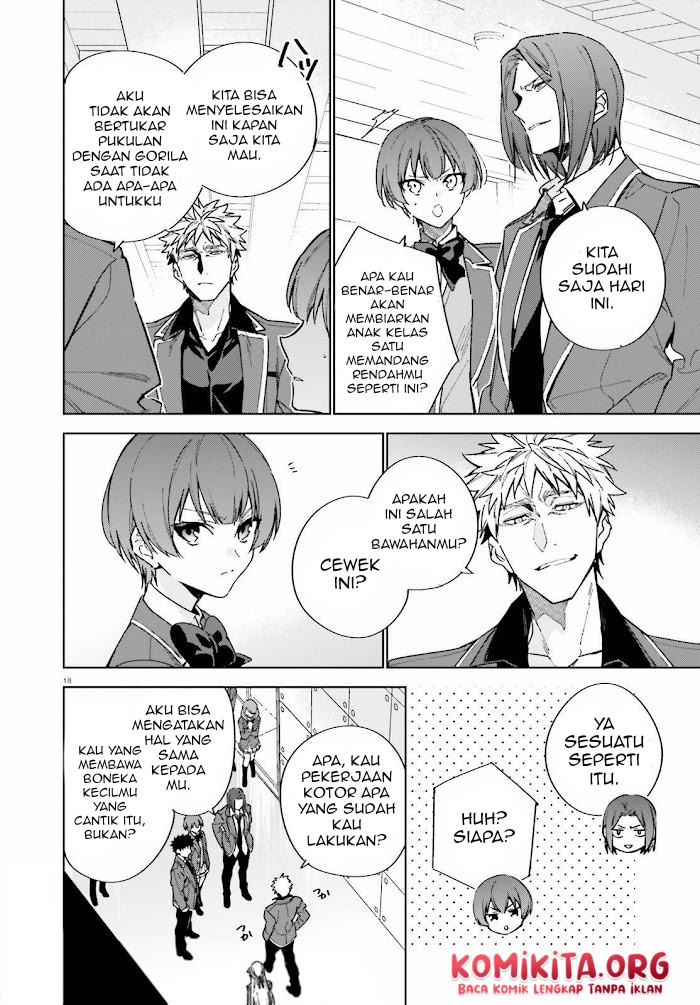 KITA
SUDAHI
SAJA HARI
INI.
APA KAU
BENAR-BENAR
AKAN
MEMBIARKAN
ANAK KELAS
SATU
MEMANDANG
RENDAHMU
SEPERTI INI?
ハッ
KITA BISA
MENYELESAIKAN
INI KAPAN
SAJA KITA
MAU.
AKU
TIDAK AKAN
BERTUKAR
PUKULAN
DENGAN GORILA
SAAT TIDAK
ADA APA-APA
UNTUKKU
APAKAH
INI SALAH
SATU
BAWAHANMU?
CEWEK
INI?
YA
SESUATU
SEPERTI
ITU.
HUH?
SIAPA?
18
APA, KAU
PEKERJAAN
KOTOR APA
YANG SUDAH
KAU
LAKUKAN?
AKU BISA
MENGATAKAN
HAL YANG
SAMA
KEPADA
MU.
KAU YANG
MEMBAWA
BONEKA
KECILMU
YANG
CANTIK ITU,
BUKAN?
KOMIKITA.ORG
BACA KOMIK LENGKAP TANPA IKLAN